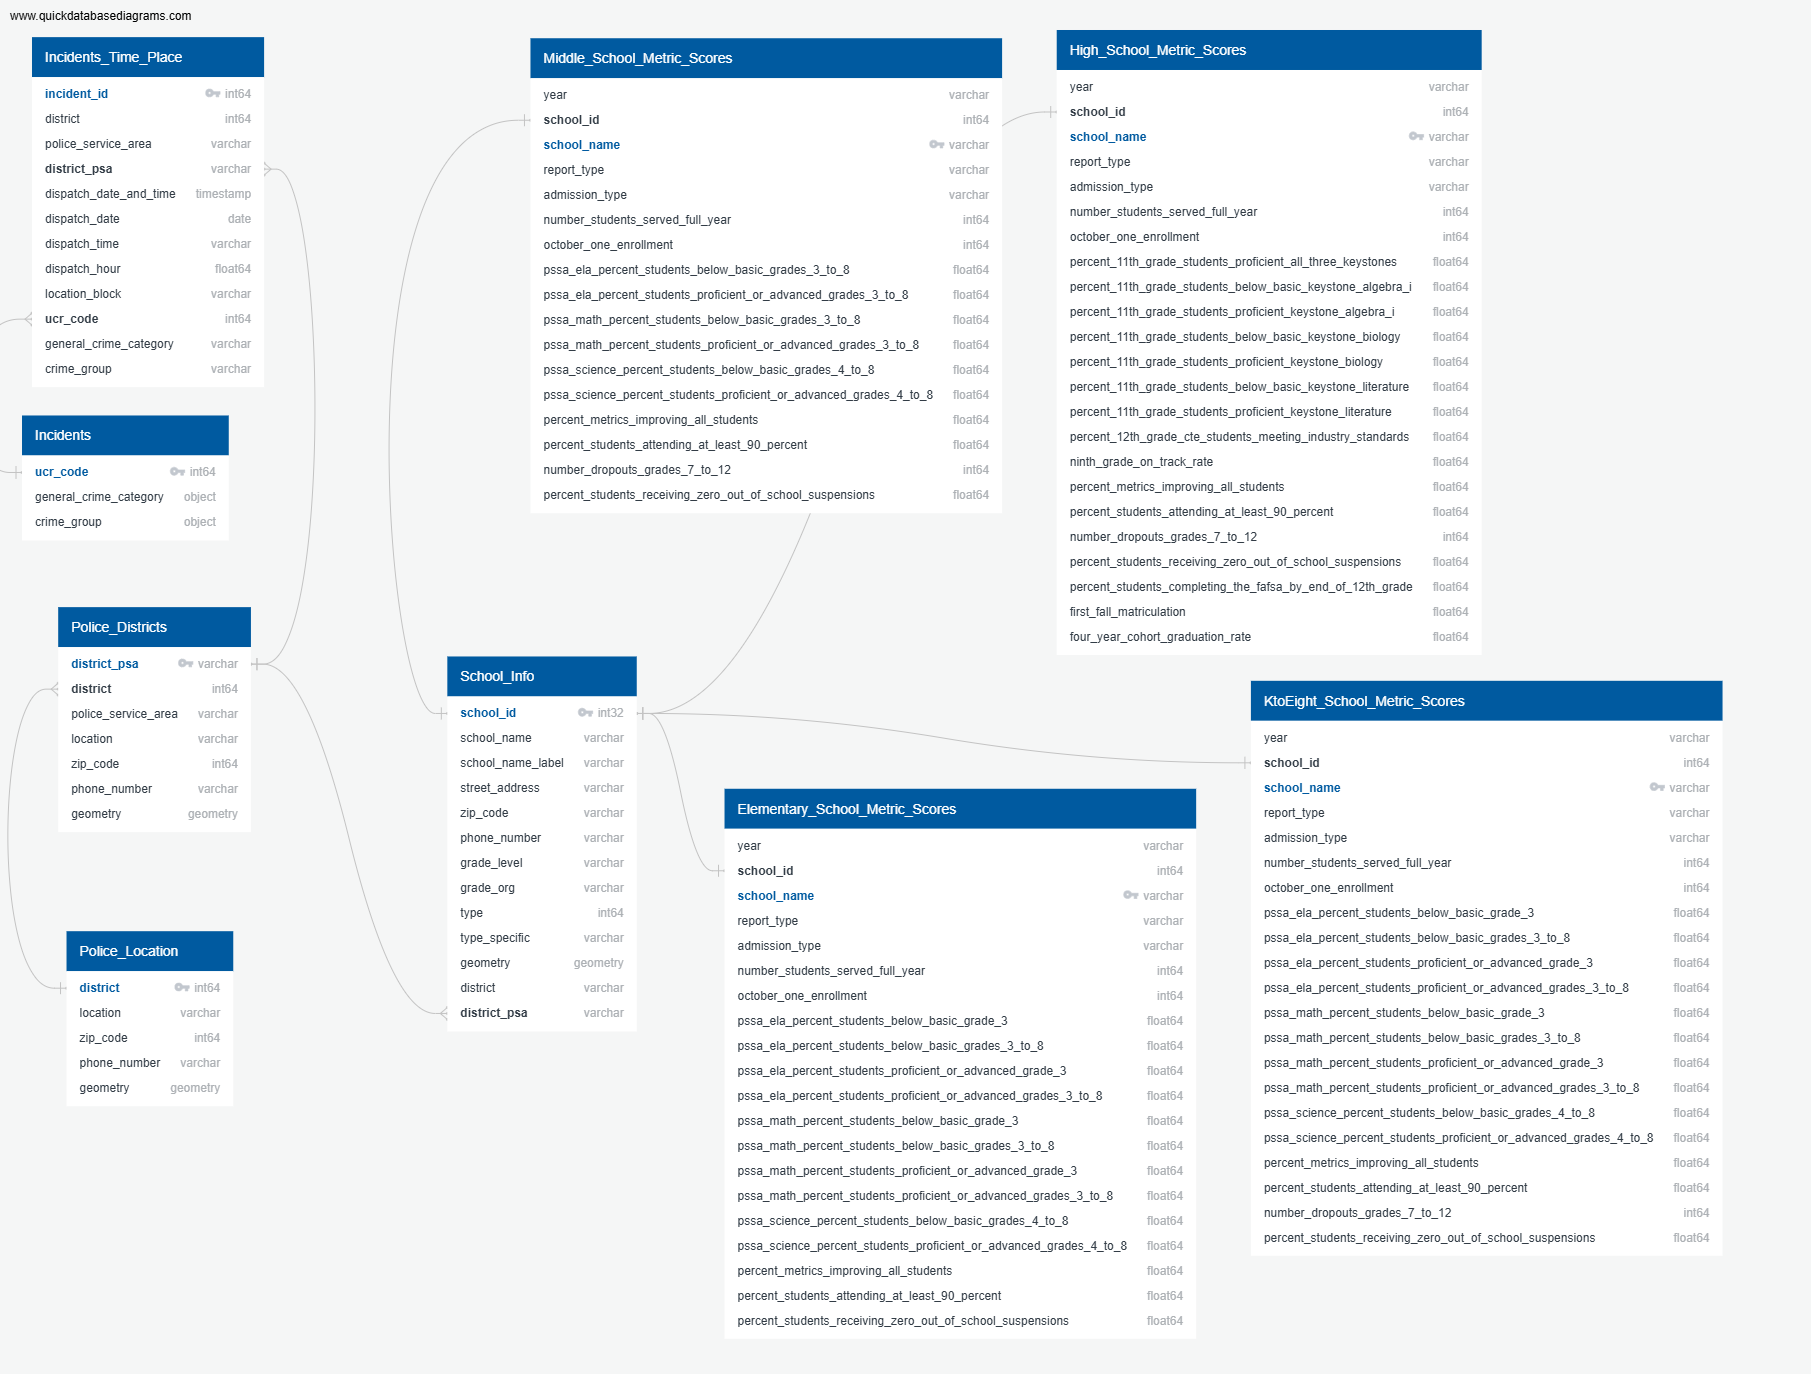 www.quickdatabasediagrams.com
Incidents_Time_Place
incident_id int64
district int64
police_service_area varchar
district_psa varchar
dispatch_date_and_time timestamp
dispatch_date date
dispatch_time varchar
dispatch_hour float64
location_block varchar
ucr_code int64
general_crime_category varchar
crime_group varchar
Incidents
ucr_code int64
general_crime_category object
crime_group object
Police_Districts
district_psa varchar
district int64
police_service_area varchar
location varchar
zip_code int64
phone_number varchar
geometry geometry
Police_Location
district int64
location varchar
zip_code int64
phone_number varchar
geometry geometry
Middle_School_Metric_Scores
year varchar
school_id int64
school_name varchar
report_type varchar
admission_type varchar
number_students_served_full_year int64
october_one_enrollment int64
pssa_ela_percent_students_below_basic_grades_3_to_8 float64
pssa_ela_percent_students_proficient_or_advanced_grades_3_to_8 float64
pssa_math_percent_students_below_basic_grades_3_to_8 float64
pssa_math_percent_students_proficient_or_advanced_grades_3_to_8 float64
pssa_science_percent_students_below_basic_grades_4_to_8 float64
pssa_science_percent_students_proficient_or_advanced_grades_4_to_8 float64
percent_metrics_improving_all_students float64
percent_students_attending_at_least_90_percent float64
number_dropouts_grades_7_to_12 int64
percent_students_receiving_zero_out_of_school_suspensions float64
School_Info
school_id int32
school_name varchar
school_name_label varchar
street_address varchar
zip_code varchar
phone_number varchar
grade_level varchar
grade_org varchar
type int64
type_specific varchar
geometry geometry
district varchar
district_psa varchar
High_School_Metric_Scores
year varchar
school_id int64
school_name varchar
report_type varchar
admission_type varchar
number_students_served_full_year int64
october_one_enrollment int64
percent_11th_grade_students_proficient_all_three_keystones float64
percent_11th_grade_students_below_basic_keystone_algebra_i float64
percent_11th_grade_students_proficient_keystone_algebra_i float64
percent_11th_grade_students_below_basic_keystone_biology float64
percent_11th_grade_students_proficient_keystone_biology float64
percent_11th_grade_students_below_basic_keystone_literature float64
percent_11th_grade_students_proficient_keystone_literature float64
percent_12th_grade_cte_students_meeting_industry_standards float64
ninth_grade_on_track_rate float64
percent_metrics_improving_all_students float64
percent_students_attending_at_least_90_percent float64
number_dropouts_grades_7_to_12 int64
percent_students_receiving_zero_out_of_school_suspensions float64
percent_students_completing_the_fafsa_by_end_of_12th_grade float64
first_fall_matriculation float64
four_year_cohort_graduation_rate float64
Elementary_School_Metric_Scores
year varchar
school_id int64
school_name varchar
report_type varchar
admission_type varchar
number_students_served_full_year int64
october_one_enrollment int64
pssa_ela_percent_students_below_basic_grade_3 float64
pssa_ela_percent_students_below_basic_grades_3_to_8 float64
pssa_ela_percent_students_proficient_or_advanced_grade_3 float64
pssa_ela_percent_students_proficient_or_advanced_grades_3_to_8 float64
pssa_math_percent_students_below_basic_grade_3 float64
pssa_math_percent_students_below_basic_grades_3_to_8 float64
pssa_math_percent_students_proficient_or_advanced_grade_3 float64
pssa_math_percent_students_proficient_or_advanced_grades_3_to_8 float64
pssa_science_percent_students_below_basic_grades_4_to_8 float64
pssa_science_percent_students_proficient_or_advanced_grades_4_to_8 float64
percent_metrics_improving_all_students float64
percent_students_attending_at_least_90_percent float64
percent_students_receiving_zero_out_of_school_suspensions float64
KtoEight_School_Metric_Scores
year varchar
school_id int64
school_name varchar
report_type varchar
admission_type varchar
number_students_served_full_year int64
october_one_enrollment int64
pssa_ela_percent_students_below_basic_grade_3 float64
pssa_ela_percent_students_below_basic_grades_3_to_8 float64
pssa_ela_percent_students_proficient_or_advanced_grade_3 float64
pssa_ela_percent_students_proficient_or_advanced_grades_3_to_8 float64
pssa_math_percent_students_below_basic_grade_3 float64
pssa_math_percent_students_below_basic_grades_3_to_8 float64
pssa_math_percent_students_proficient_or_advanced_grade_3 float64
pssa_math_percent_students_proficient_or_advanced_grades_3_to_8 float64
pssa_science_percent_students_below_basic_grades_4_to_8 float64
pssa_science_percent_students_proficient_or_advanced_grades_4_to_8 float64
percent_metrics_improving_all_students float64
percent_students_attending_at_least_90_percent float64
number_dropouts_grades_7_to_12 int64
percent_students_receiving_zero_out_of_school_suspensions float64